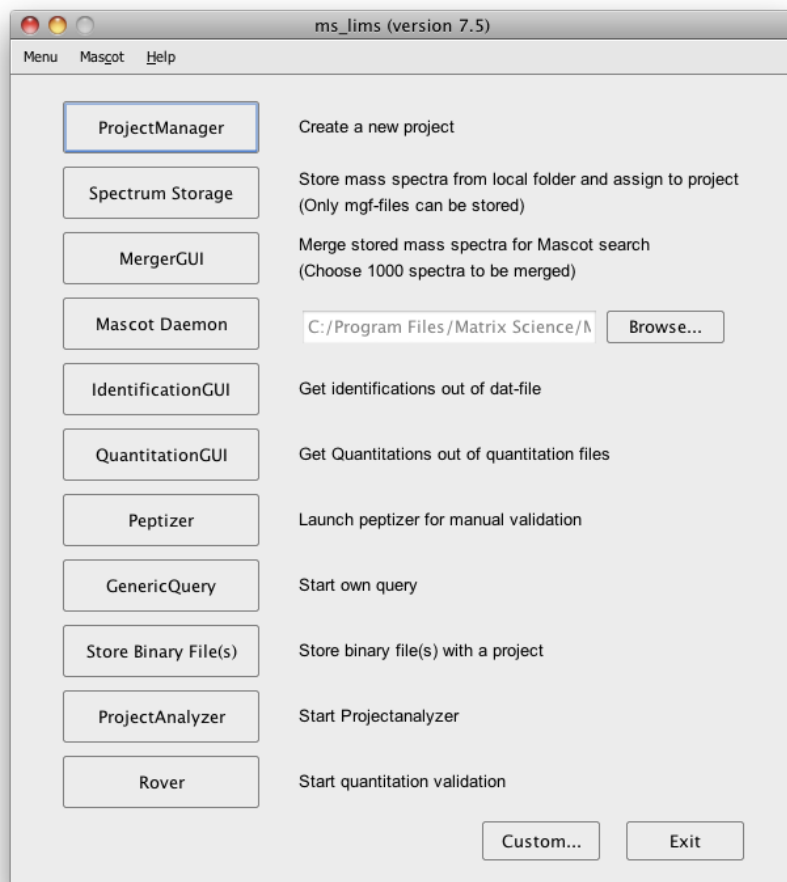 ms_lims (version 7.5)
Menu Mascot Help
ProjectManager Create a new project
Spectrum Storage Store mass spectra from local folder and assign to project
(Only mgf-files can be stored)
MergerGUI Merge stored mass spectra for Mascot search
(Choose 1000 spectra to be merged)
Mascot Daemon C:/Program Files/Matrix Science/M Browse...
IdentificationGUI Get identifications out of dat-file
QuantitationGUI Get Quantitations out of quantitation files
Peptizer Launch peptizer for manual validation
GenericQuery Start own query
Store Binary File(s) Store binary file(s) with a project
ProjectAnalyzer Start Projectanalyzer
Rover Start quantitation validation
Custom... Exit